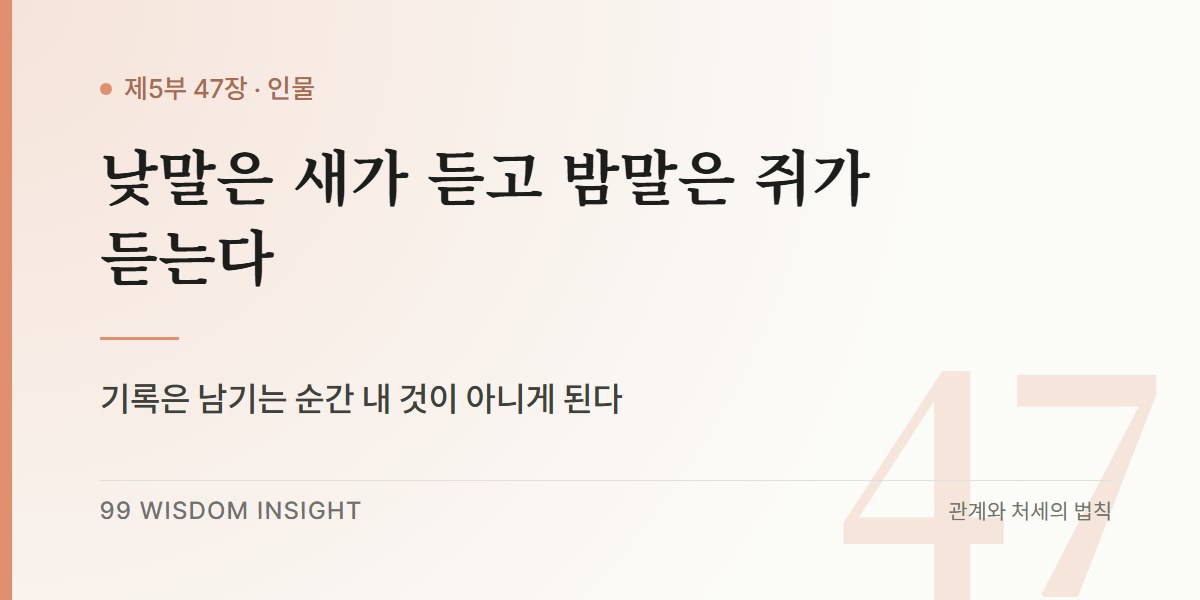 제5부 47장 · 인물
낮말은 새가 듣고 밤말은 쥐가
듣는다
기록은 남기는 순간 내 것이 아니게 된다
47
99 WISDOM INSIGHT
관계와 처세의 법칙